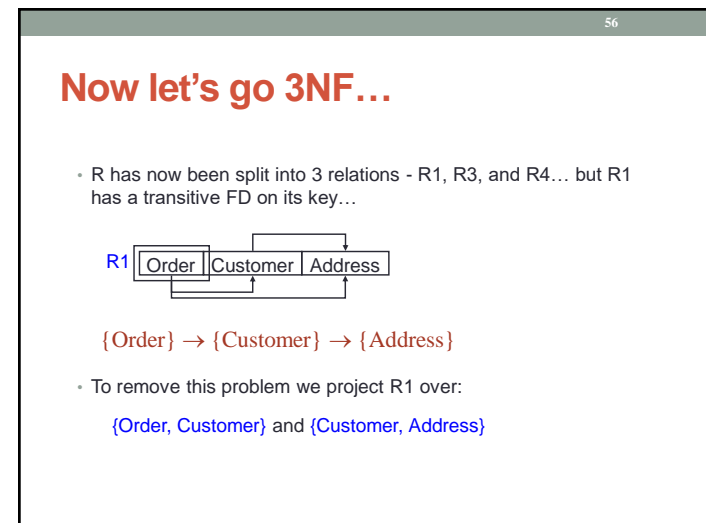 56
Now let's go 3NF…
• R has now been split into 3 relations - R1, R3, and R4… but R1
has a transitive FD on its key…
R1 Order Customer Address
{Order} → {Customer} → {Address}
• To remove this problem we project R1 over:
{Order, Customer} and {Customer, Address}